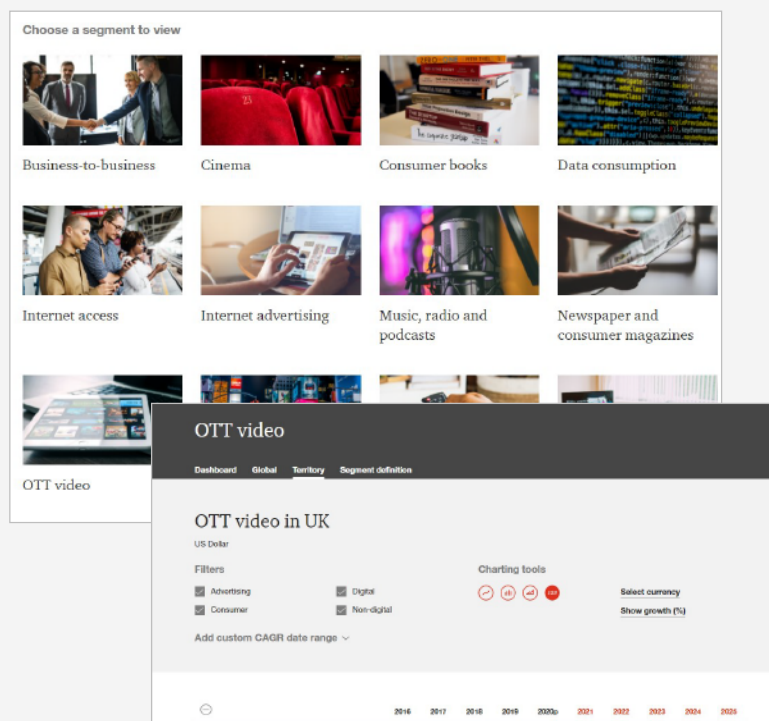 Choose a segment to view
Business-to-business
Cinema
Consumer books
Data consumption
Internet access
Internet advertising
Music, radio and
podcasts
Newspaper and
consumer magazines
OTT video
OTT video
Dashboard Global Territory Segment definition
OTT video in UK
US Dollar
Filters
Charting tools
Advertising
Digital
Select currency
Consumer
Non-digital
Show growth (%)
Add custom CAGR date range
2016 2017 2018 2019 2020p 2021 2022 2023 2024 2025